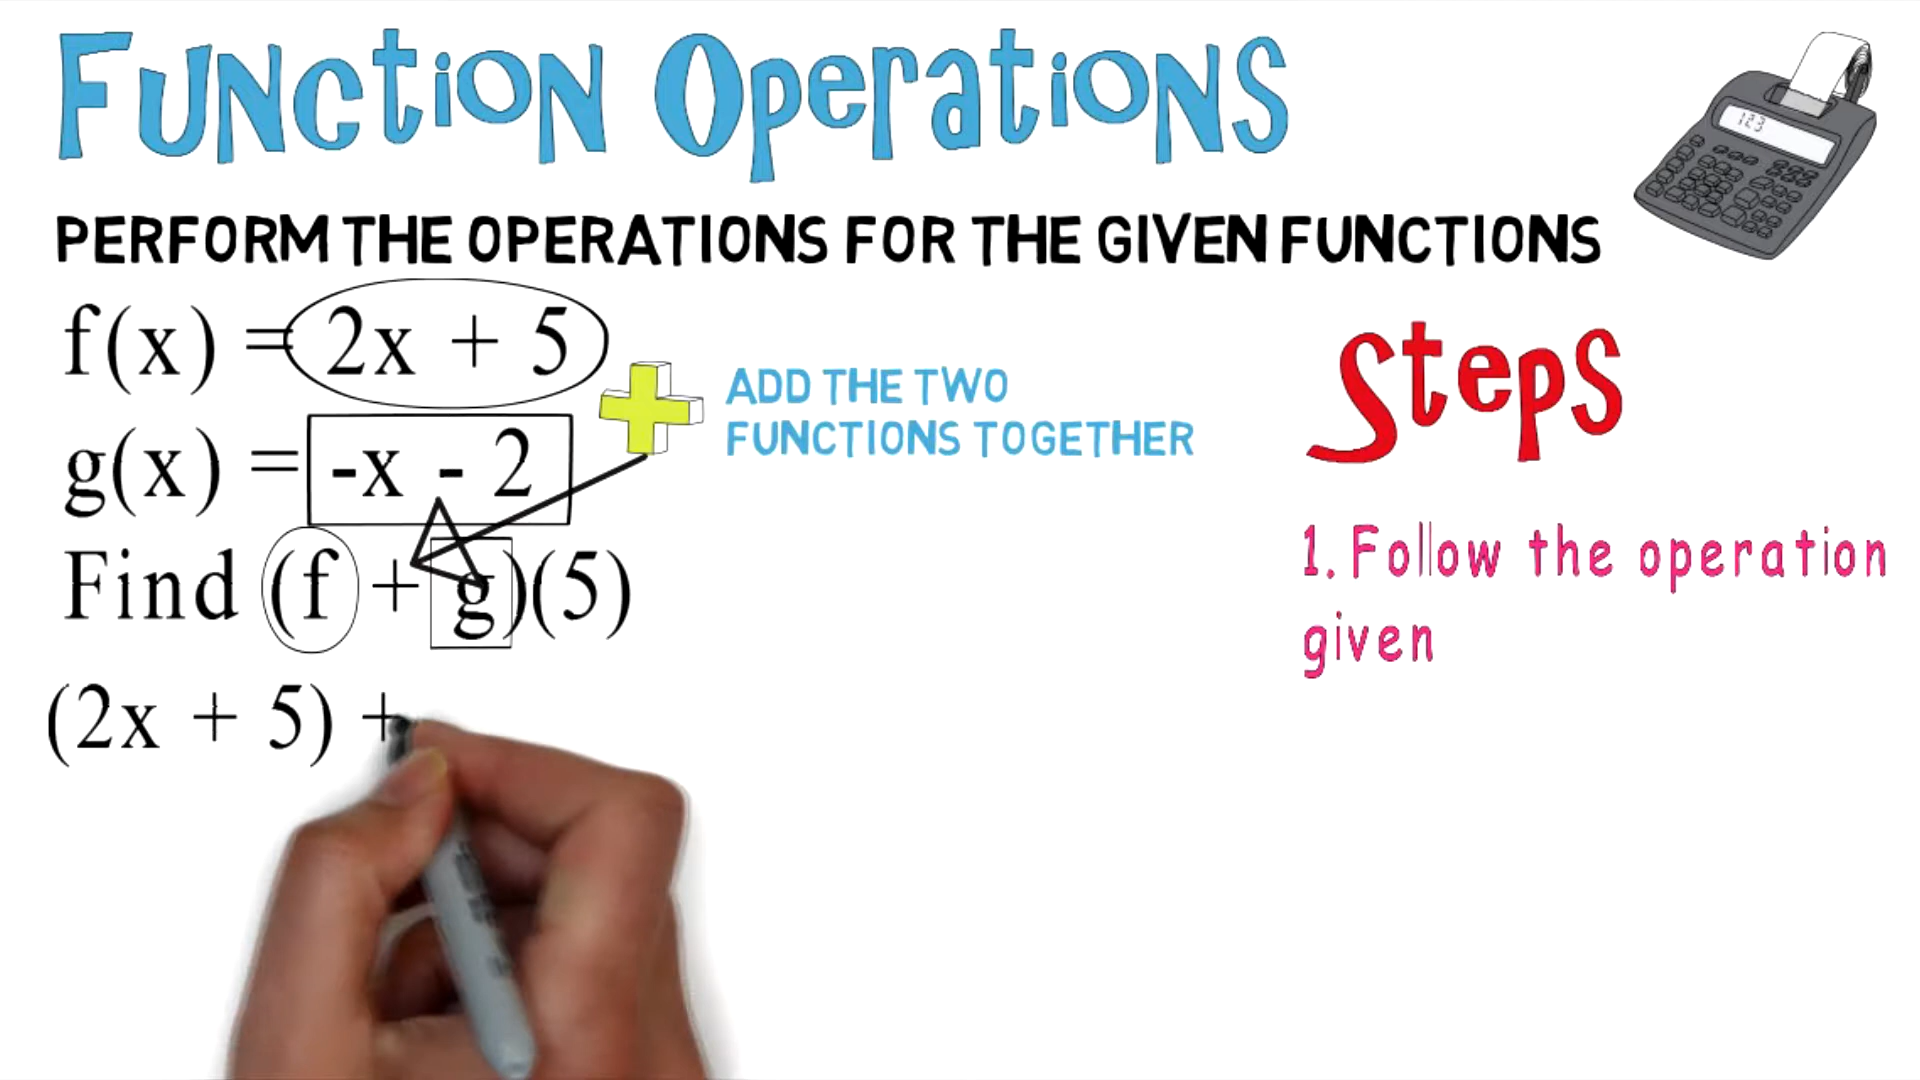 Function Operations
123
PERFORM THE OPERATIONS FOR THE GIVEN FUNCTIONS
f(x) = 2x + 5
g(x) = -x - 2
ADD THE TWO
FUNCTIONS TOGETHER
Find (f + g)(5)
(2x + 5) +
Steps
1. Follow the operation
given